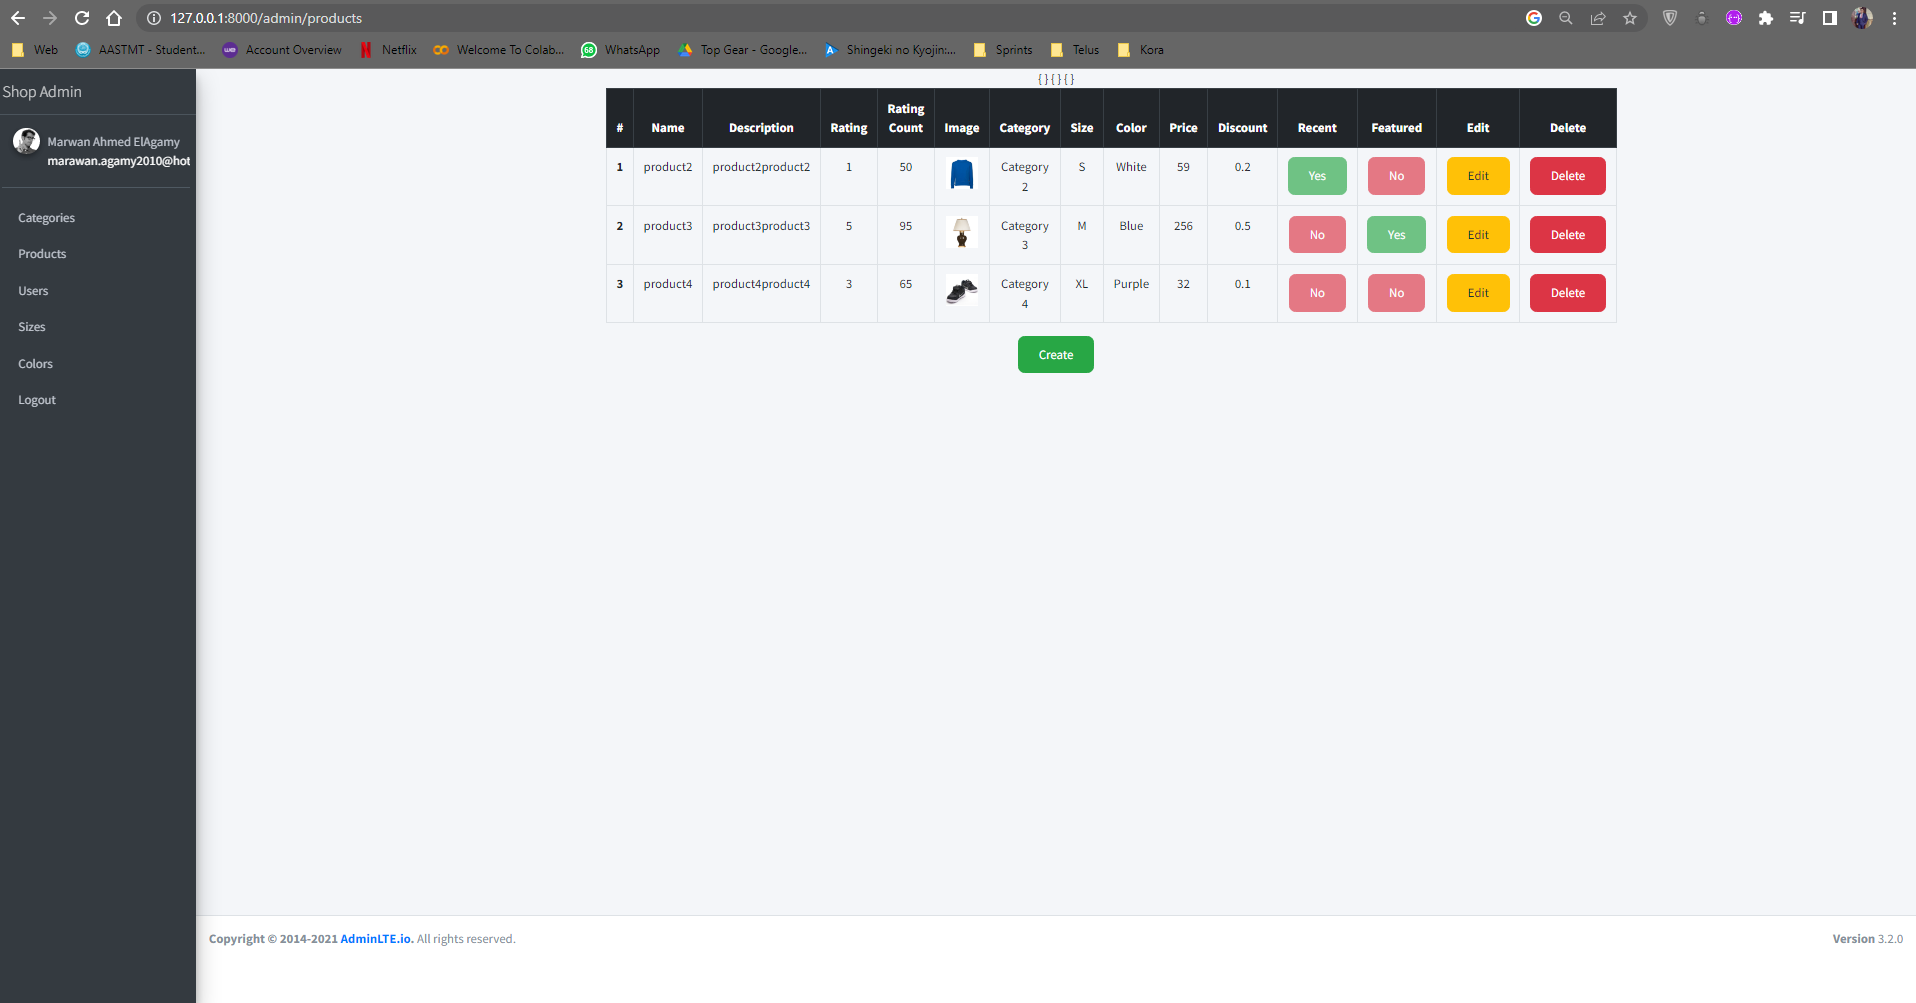 127.0.0.1:8000/admin/products
Web AASTMT - Student... Account Overview Netflix Welcome To Colab... WhatsApp Top Gear - Google... Shingeki no Kyojin:... Sprints Telus Kora
Shop Admin
Marwan Ahmed ElAgamy
marawan.agamy2010@hot
Categories
Products
Users
Sizes
Colors
Logout
{ } { } { }
# Name Description Rating Rating Count Image Category Size Color Price Discount Recent Featured Edit Delete
1 product2 product2product2 1 50 Category 2 S White 59 0.2 Yes No Edit Delete
2 product3 product3product3 5 95 Category 3 M Blue 256 0.5 No Yes Edit Delete
3 product4 product4product4 3 65 Category 4 XL Purple 32 0.1 No No Edit Delete
Create
Copyright © 2014-2021 AdminLTE.io. All rights reserved.
Version 3.2.0